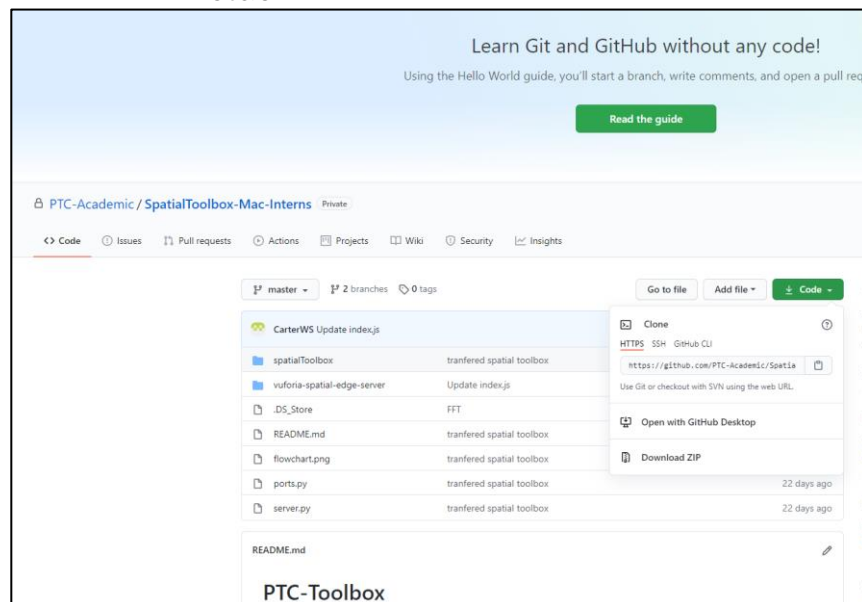 Learn Git and GitHub without any code!
Using the Hello World guide, you'll start a branch, write comments, and open a pull req
Read the guide
PTC-Academic / SpatialToolbox-Mac-Interns Private
<> Code Issues Pull requests Actions Projects Wiki Security Insights
master 2 branches 0 tags Go to file Add file Code
CarterWS Update index.js
Clone
HTTPS SSH GitHub CLI
https://github.com/PTC-Academic/Spatia
Use Git or checkout with SVN using the web URL.
Open with GitHub Desktop
Download ZIP
spatialToolbox tranfered spatial toolbox
vuforia-spatial-edge-server Update index.js
.DS_Store FFT
README.md tranfered spatial toolbox
flowchart.png tranfered spatial toolbox
ports.py tranfered spatial toolbox 22 days ago
server.py tranfered spatial toolbox 22 days ago
README.md
PTC-Toolbox